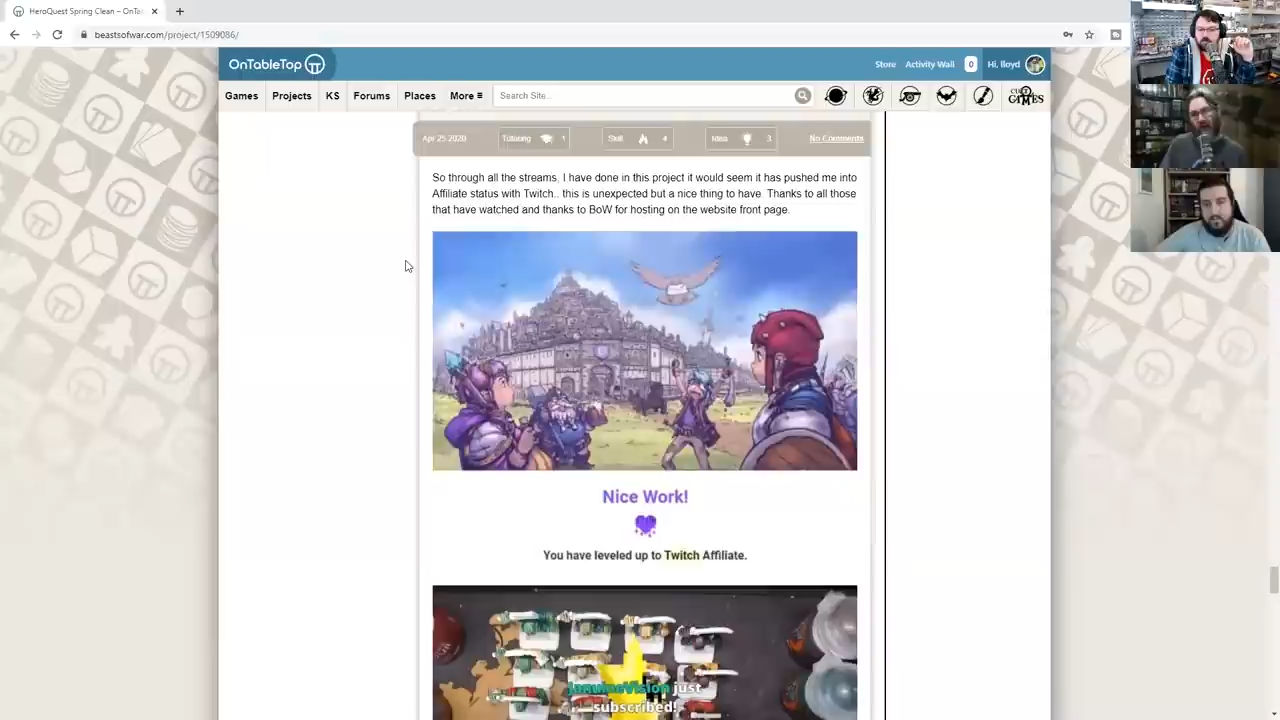 HeroQuest Spring Clean – OnTa
beastsofwar.com/project/1509086/
OnTableTop
Store Activity Wall 0 Hi, lloyd
Games Projects KS Forums Places More Search Site... GAMES
Apr 25 2020 Tutoring 1 Skill 4 Idea 3 No Comments
So through all the streams, I have done in this project it would seem it has pushed me into
Affiliate status on Twitch.. this is unexpected but a nice thing to have. Thanks to all those
that have watched and thanks to BoW for hosting on the website front page.
Nice Work!
You have leveled up to Twitch Affiliate.
just
subscribed!